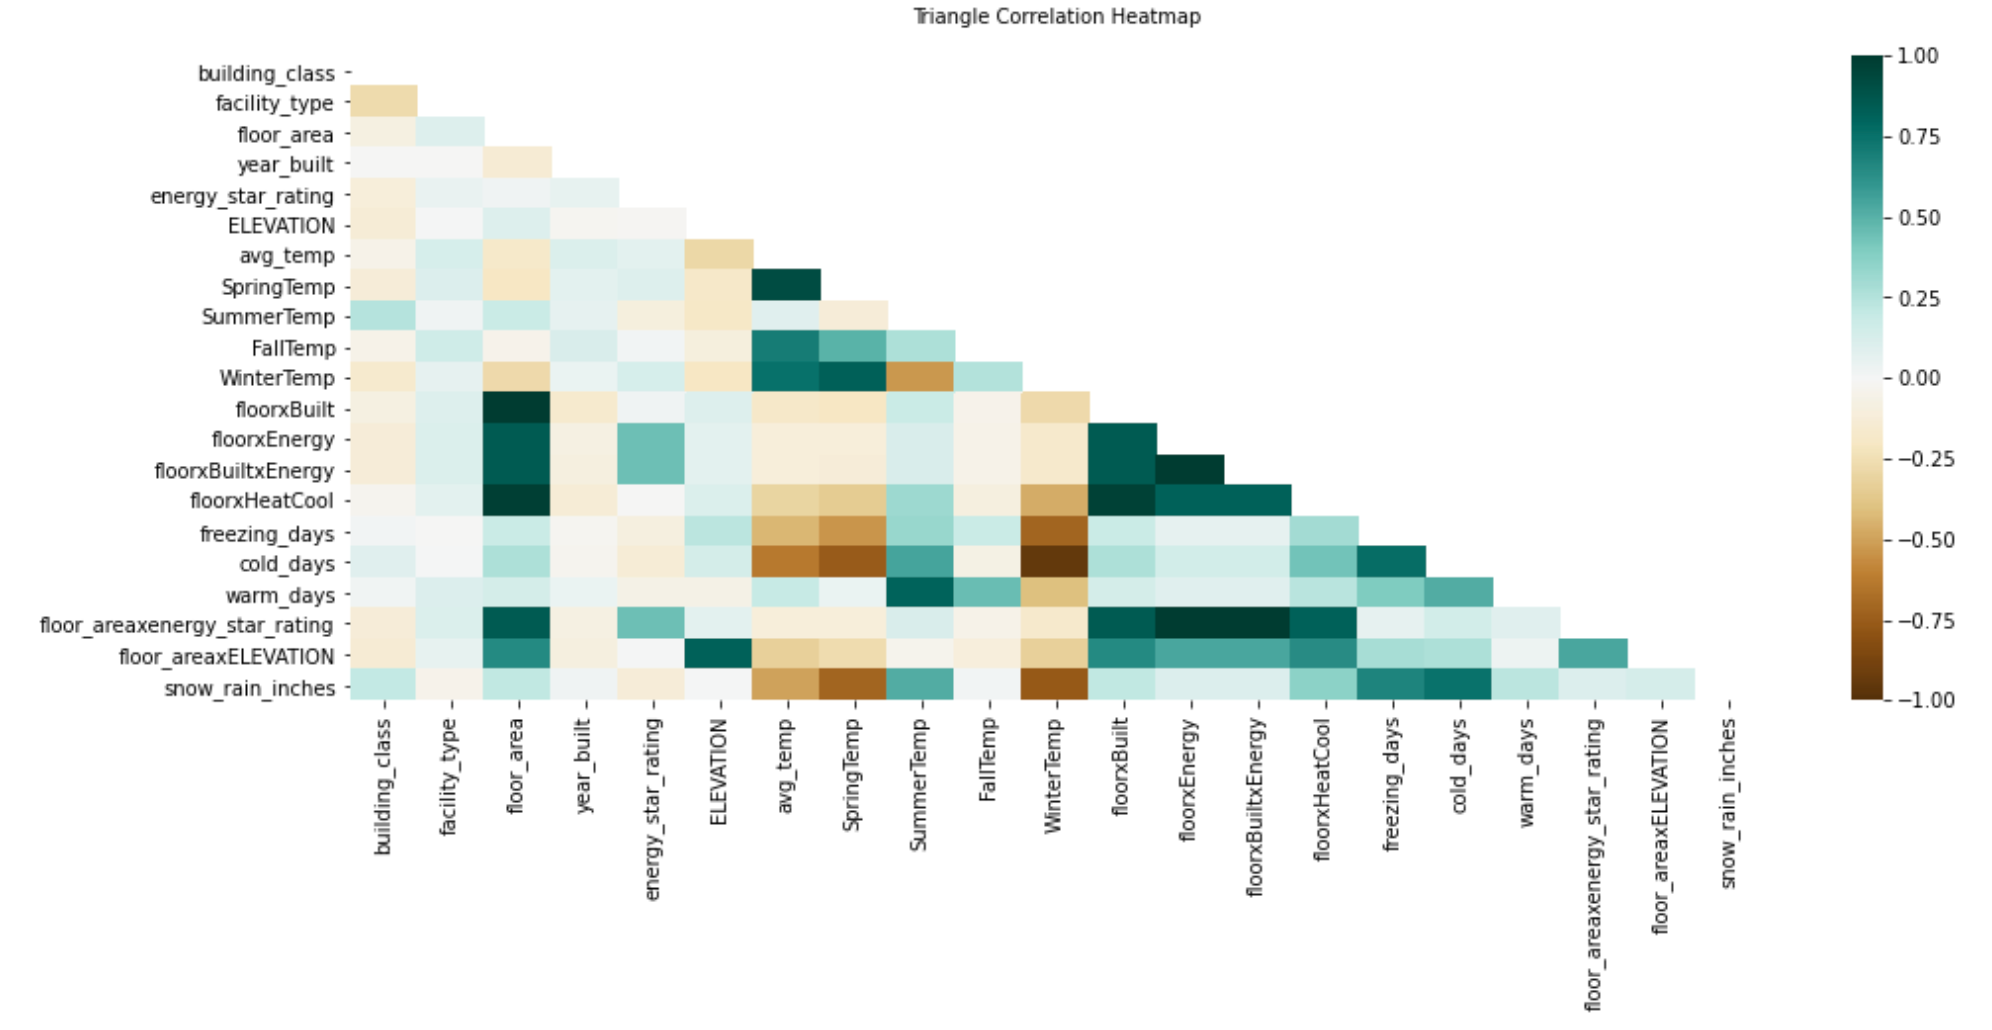 Triangle Correlation Heatmap
building_class
facility_type
floor_area
year_built
energy_star_rating
ELEVATION
avg_temp
SpringTemp
SummerTemp
FallTemp
WinterTemp
floorxBuilt
floorxEnergy
floorxBuiltxEnergy
floorxHeatCool
freezing_days
cold_days
warm_days
floor_areaxenergy_star_rating
floor_areaxELEVATION
snow_rain_inches
building_class
facility_type
floor_area
year_built
energy_star_rating
ELEVATION
avg_temp
SpringTemp
SummerTemp
FallTemp
WinterTemp
floorxBuilt
floorxEnergy
floorxBuiltxEnergy
floorxHeatCool
freezing_days
cold_days
warm_days
floor_areaxenergy_star_rating
floor_areaxELEVATION
snow_rain_inches
1.00
0.75
0.50
0.25
0.00
−0.25
−0.50
−0.75
−1.00